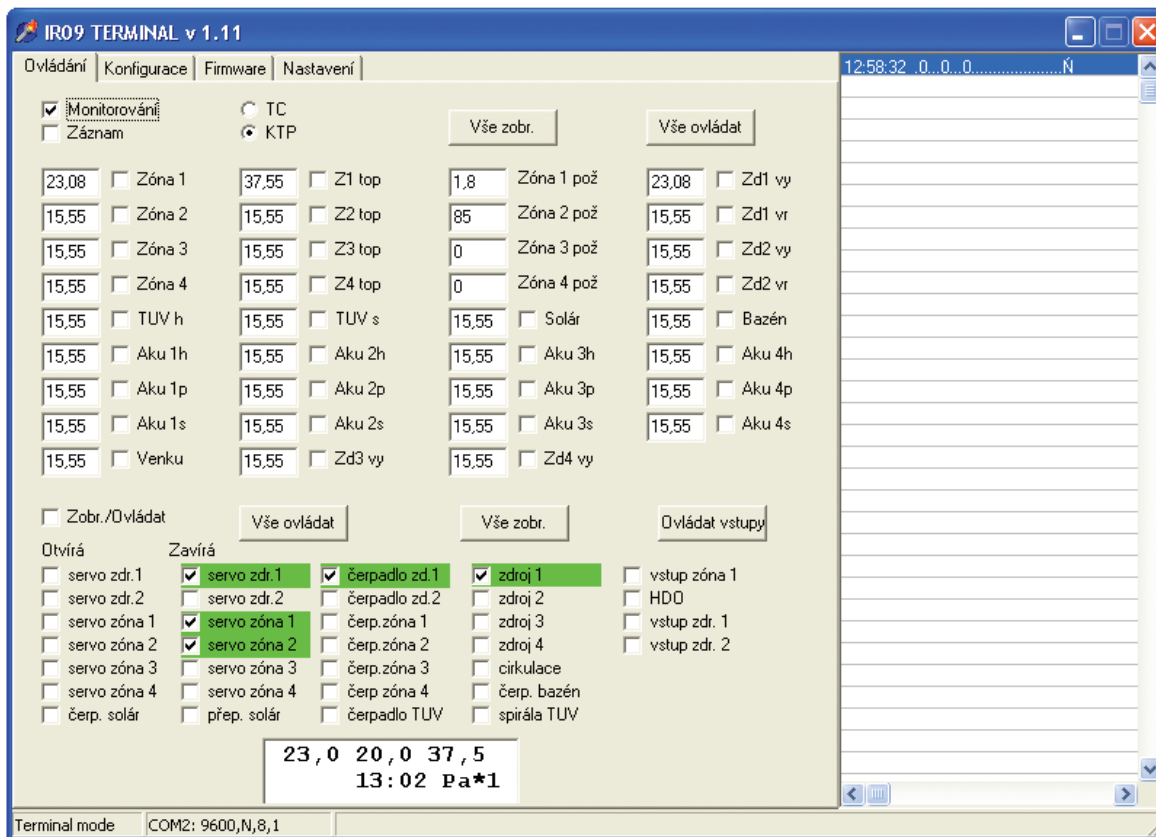 IR09 TERMINAL v 1.11
Ovládání Konfigurace Firmware Nastavení
12:58:32 .0...0...0.....................Ń
Monitorování TC
Záznam KTP
Vše zobr. Vše ovládat
23,08 Zóna 1 37,55 Z1 top 1,8 Zóna 1 pož 23,08 Zd1 vy
15,55 Zóna 2 15,55 Z2 top 85 Zóna 2 pož 15,55 Zd1 vr
15,55 Zóna 3 15,55 Z3 top 0 Zóna 3 pož 15,55 Zd2 vy
15,55 Zóna 4 15,55 Z4 top 0 Zóna 4 pož 15,55 Zd2 vr
15,55 TUV h 15,55 TUV s 15,55 Solár 15,55 Bazén
15,55 Aku 1h 15,55 Aku 2h 15,55 Aku 3h 15,55 Aku 4h
15,55 Aku 1p 15,55 Aku 2p 15,55 Aku 3p 15,55 Aku 4p
15,55 Aku 1s 15,55 Aku 2s 15,55 Aku 3s 15,55 Aku 4s
15,55 Venku 15,55 Zd3 vy 15,55 Zd4 vy
Zobr./Ovládat Vše ovládat Vše zobr. Ovládat vstupy
Otvírá Zavírá
servo zdr.1 servo zdr.1 čerpadlo zd.1 zdroj 1 vstup zóna 1
servo zdr.2 servo zdr.2 čerpadlo zd.2 zdroj 2 HDO
servo zóna 1 servo zóna 1 čerp.zóna 1 zdroj 3 vstup zdr. 1
servo zóna 2 servo zóna 2 čerp.zóna 2 zdroj 4 vstup zdr. 2
servo zóna 3 servo zóna 3 čerp.zóna 3 cirkulace
servo zóna 4 servo zóna 4 čerp zóna 4 čerp. bazén
čerp. solár přep. solár čerpadlo TUV spirála TUV
23,0 20,0 37,5
13:02 Pa*1
Terminal mode COM2: 9600,N,8,1